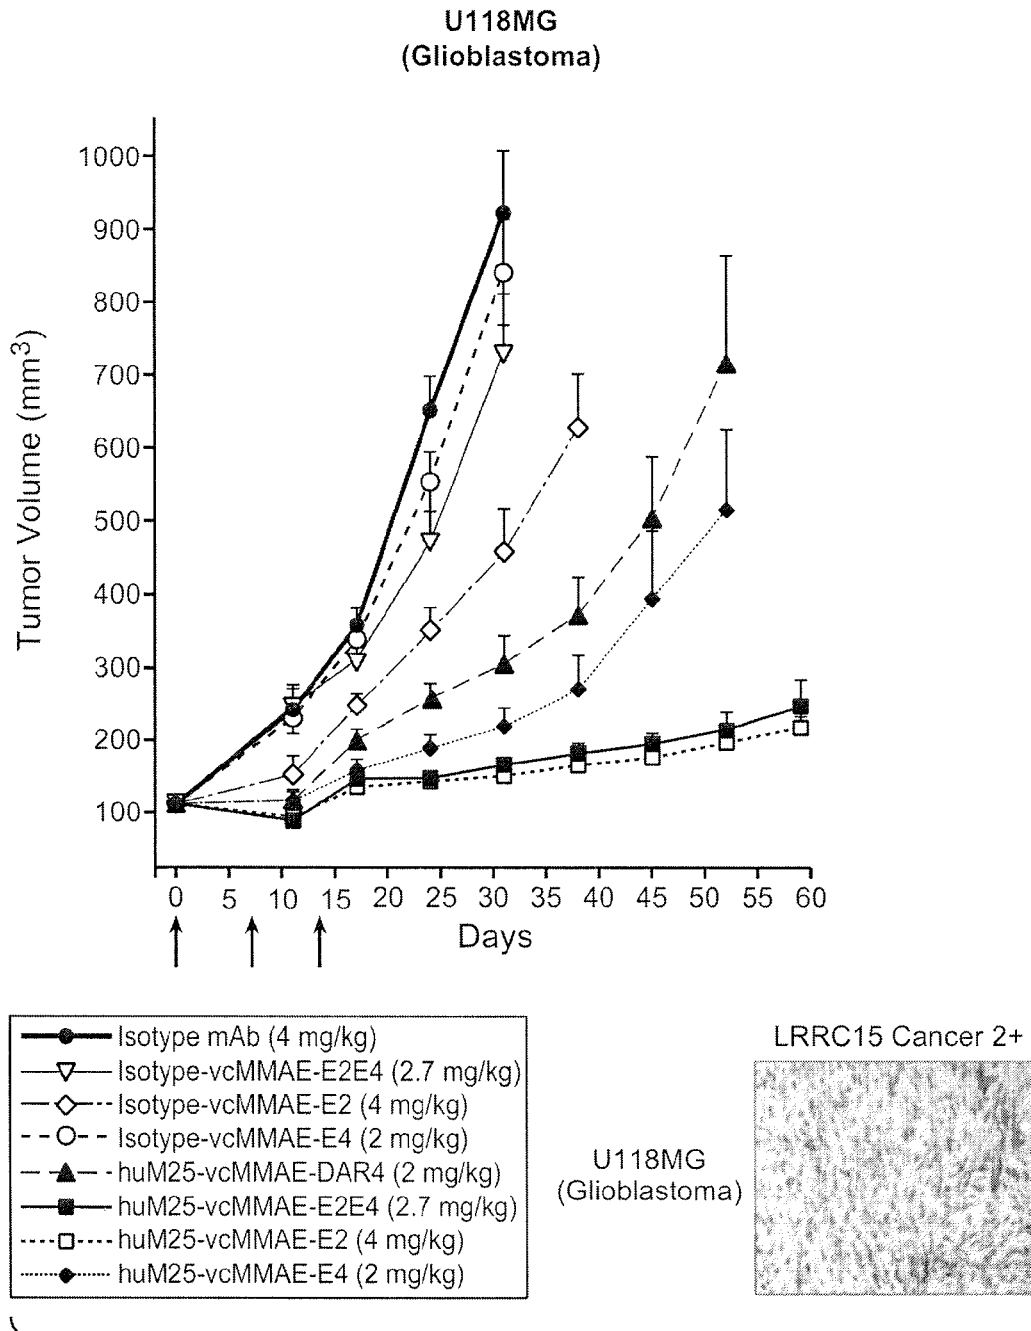 U118MG
(Glioblastoma)
Tumor Volume (mm3)
1000
900
800
700
600
500
400
300
200
100
0 5 10 15 20 25 30 35 40 45 50 55 60
Days
Isotype mAb (4 mg/kg)
Isotype-vcMMAE-E2E4 (2.7 mg/kg)
Isotype-vcMMAE-E2 (4 mg/kg)
Isotype-vcMMAE-E4 (2 mg/kg)
huM25-vcMMAE-DAR4 (2 mg/kg)
huM25-vcMMAE-E2E4 (2.7 mg/kg)
huM25-vcMMAE-E2 (4 mg/kg)
huM25-vcMMAE-E4 (2 mg/kg)
LRRC15 Cancer 2+
U118MG
(Glioblastoma)